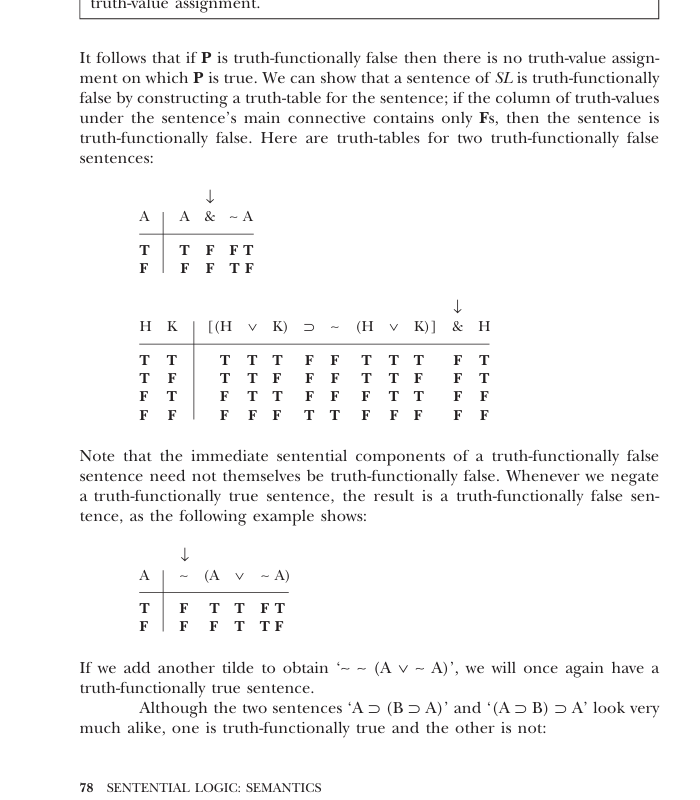 truth-value assignment.
It follows that if P is truth-functionally false then there is no truth-value assign-
ment on which P is true. We can show that a sentence of SL is truth-functionally
false by constructing a truth-table for the sentence; if the column of truth-values
under the sentence's main connective contains only Fs, then the sentence is
truth-functionally false. Here are truth-tables for two truth-functionally false
sentences:
↓
A | A & ~ A
T | T F F T
F | F F T F
↓
H K | [(H ∨ K) ⊃ ~ (H ∨ K)] & H
T T | T T T F F T T T F T
T F | T T F F F T T F F T
F T | F T T F F F T T F F
F F | F F F T T F F F F F
Note that the immediate sentential components of a truth-functionally false
sentence need not themselves be truth-functionally false. Whenever we negate
a truth-functionally true sentence, the result is a truth-functionally false sen-
tence, as the following example shows:
↓
A | ~ (A ∨ ~ A)
T | F T T F T
F | F F T T F
If we add another tilde to obtain '~ ~ (A ∨ ~ A)', we will once again have a
truth-functionally true sentence.
Although the two sentences 'A ⊃ (B ⊃ A)' and '(A ⊃ B) ⊃ A' look very
much alike, one is truth-functionally true and the other is not:
78 SENTENTIAL LOGIC: SEMANTICS